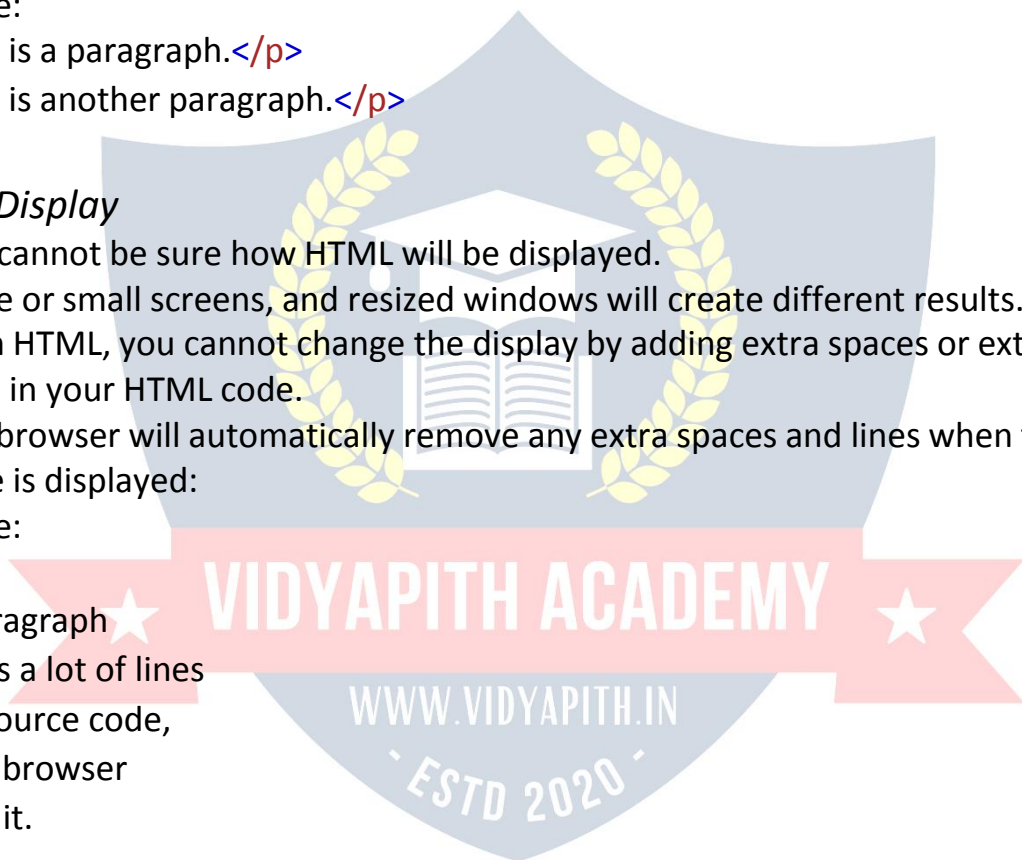 e:
is a paragraph.</p>
is another paragraph.</p>
Display
cannot be sure how HTML will be displayed.
e or small screens, and resized windows will create different results.
HTML, you cannot change the display by adding extra spaces or ext
in your HTML code.
browser will automatically remove any extra spaces and lines when
e is displayed:
e:
ragraph
s a lot of lines
ource code,
browser
it.
VIDYAPITH ACADEMY
WWW.VIDYAPITH.IN
- ESTD 2020 -